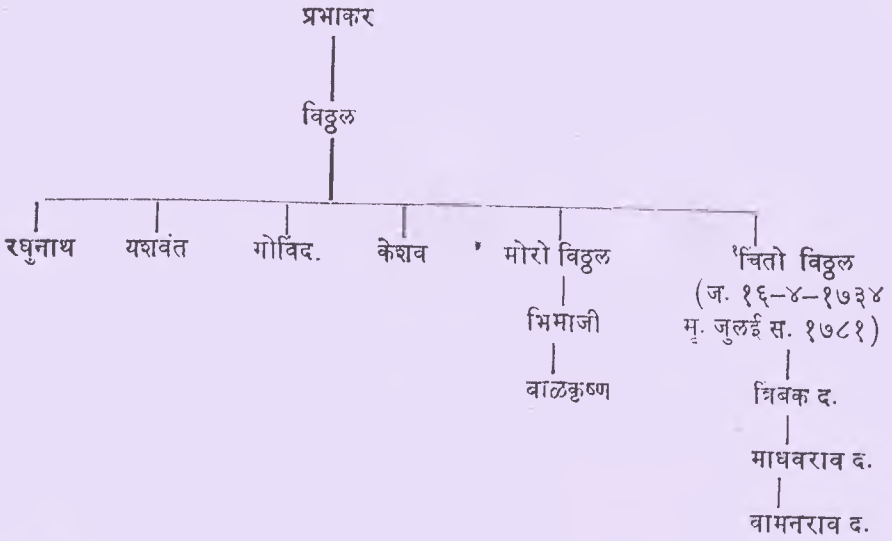 प्रभाकर
विठ्ठल
रघुनाथ यशवंत गोविंद. केशव मोरो विठ्ठल चिंतो विठ्ठल
(ज. १६-४-१७३४
भिमाजी मृ. जुलई स. १७८१)
वाळकृष्ण त्रिंबक द.
माधवराव द.
वामनराव द.